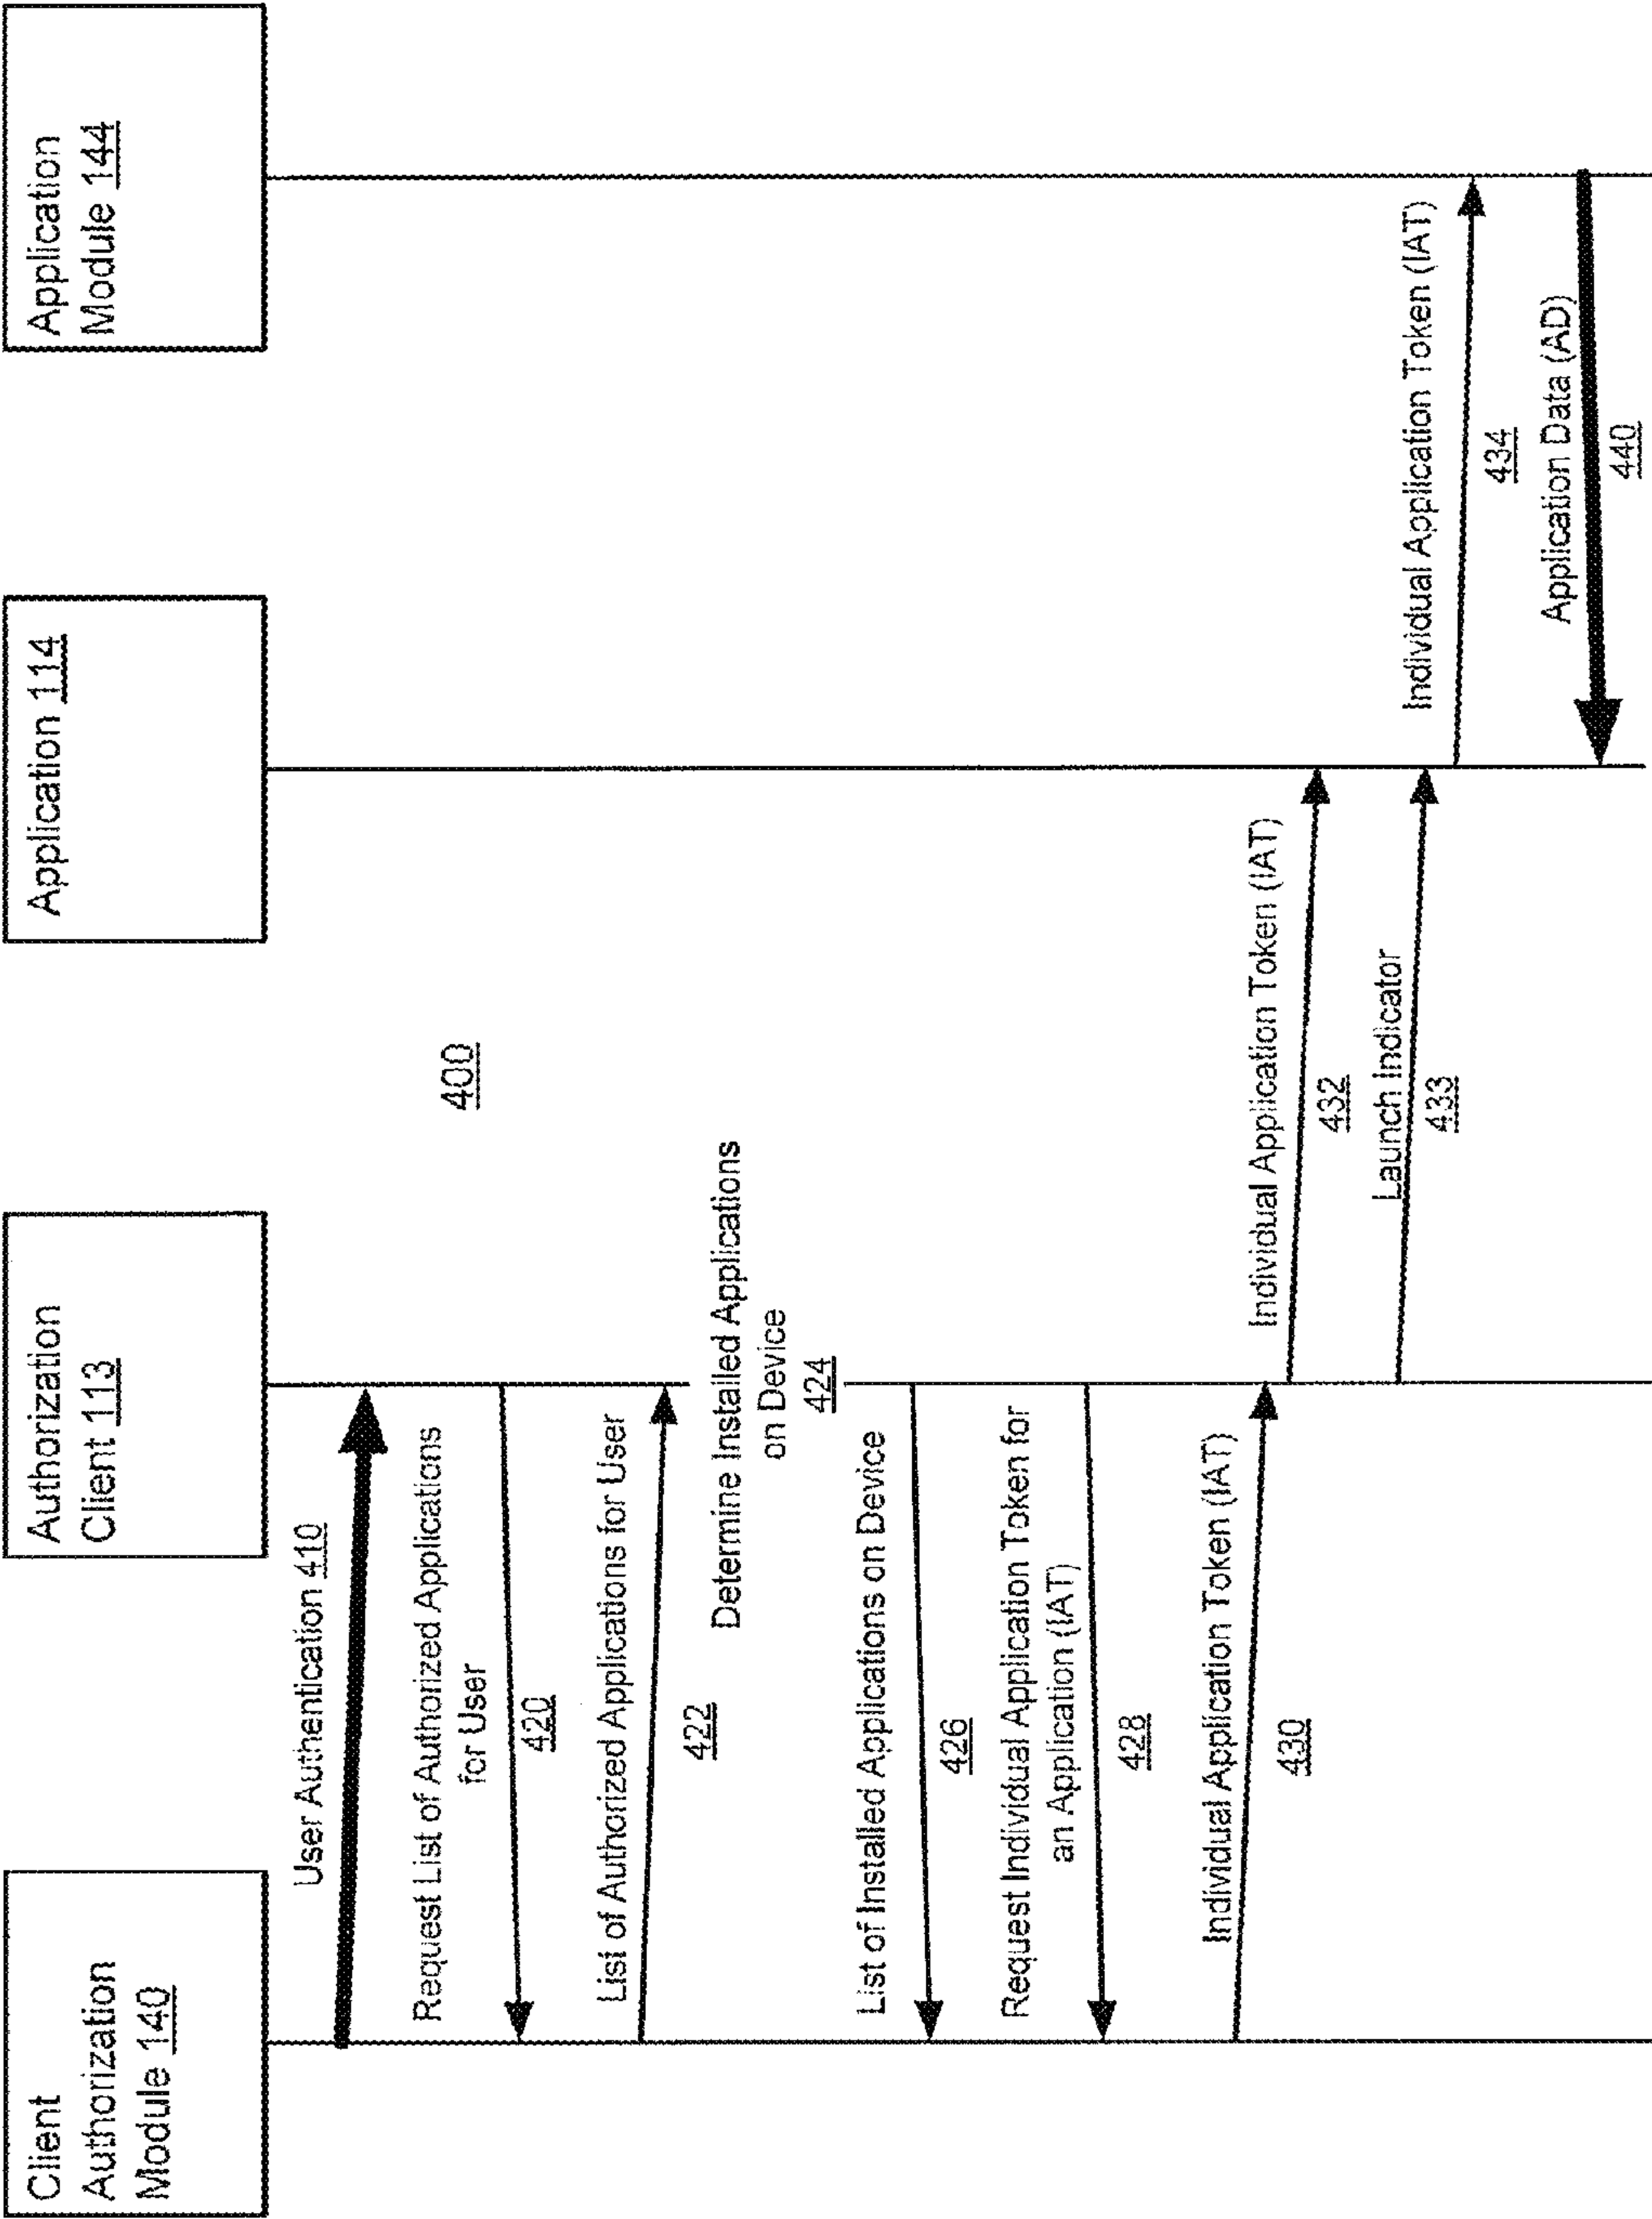 Client
Authorization
Module 140
Authorization
Client 113
Application 114
Application
Module 144
User Authentication 410
Request List of Authorized Applications
for User
420
400
List of Authorized Applications for User
422
Determine Installed Applications
on Device
424
List of Installed Applications on Device
426
Request Individual Application Token for
an Application (IAT)
428
Individual Application Token (IAT)
430
Individual Application Token (IAT)
432
Launch Indicator
433
Individual Application Token (IAT)
434
Application Data (AD)
440